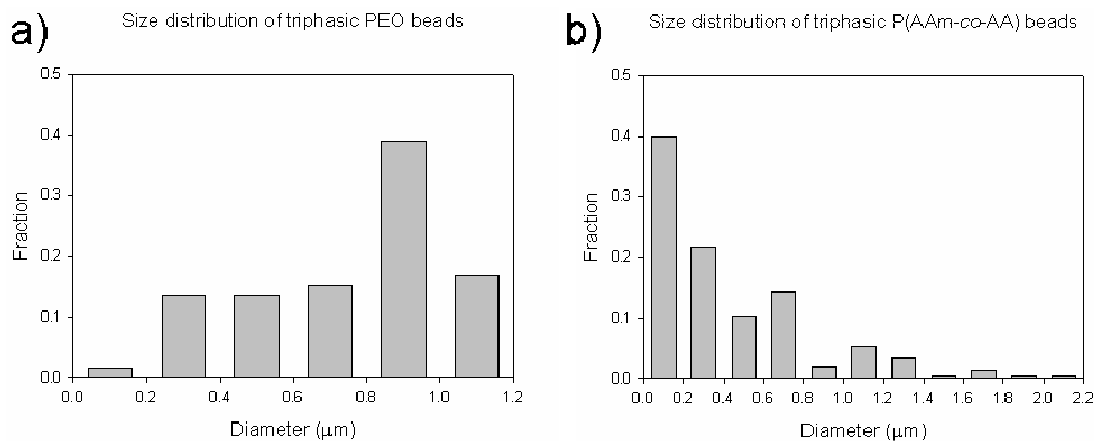 a)
Size distribution of triphasic PEO beads
0.5
0.4
0.3
0.2
0.1
0.0
Fraction
0.0 0.2 0.4 0.6 0.8 1.0 1.2
Diameter (μm)
b)
Size distribution of triphasic P(AAm-co-AA) beads
0.5
0.4
0.3
0.2
0.1
0.0
Fraction
0.0 0.2 0.4 0.6 0.8 1.0 1.2 1.4 1.6 1.8 2.0 2.2
Diameter (μm)